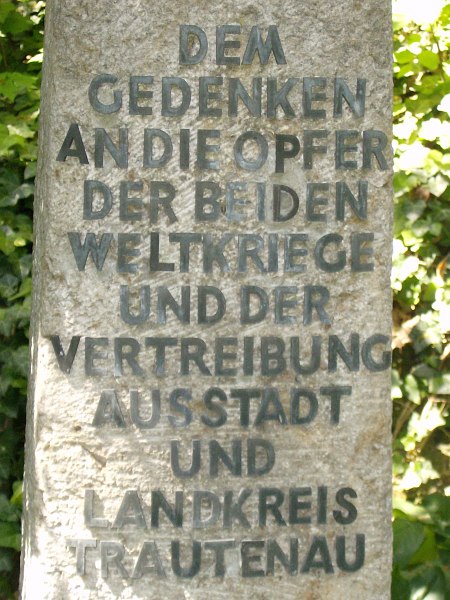 DEM
GEDENKEN
AN DIE OPFER
DER BEIDEN
WELTKRIEGE
UND DER
VERTREIBUNG
AUS STADT
UND
LANDKREIS
TRAUTENAU